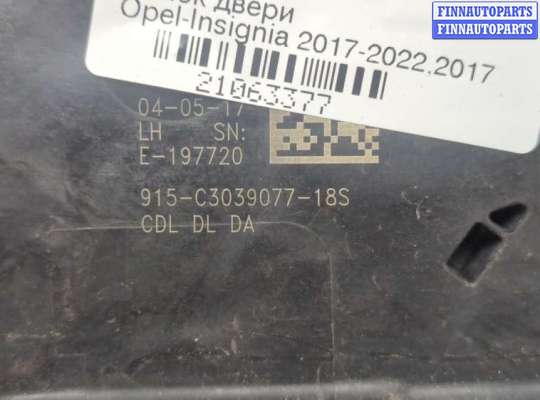 FINNAUTOPARTS
FINNAUTOPARTS
двери
Opel-Insignia 2017-2022,2017
21063377
04-05-17
LH SN:
E-197720
915-C3039077-18S
CDL DL DA